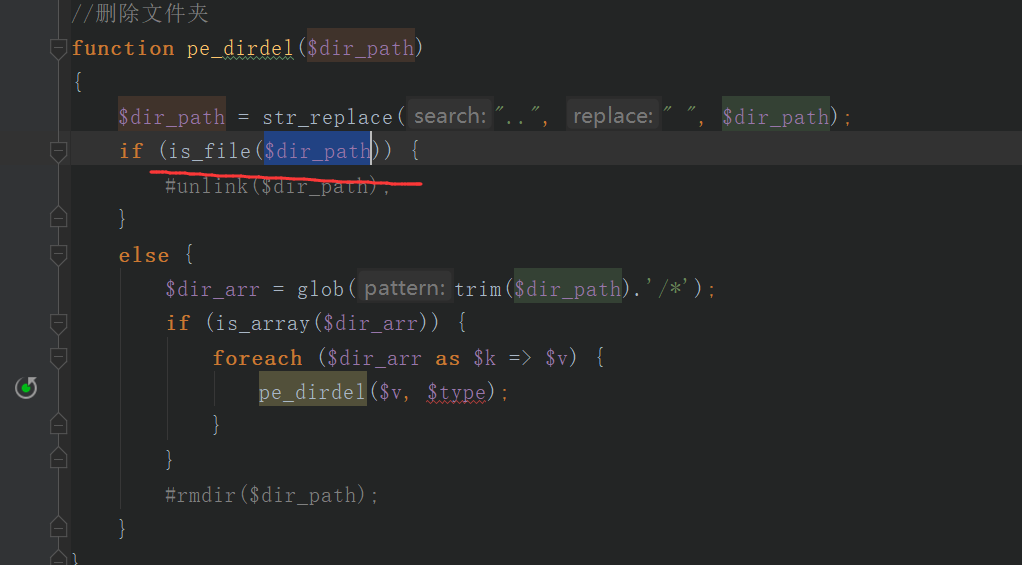 //删除文件夹
function pe_dirdel($dir_path)
{
$dir_path = str_replace( search: "..", replace: " ", $dir_path);
if (is_file($dir_path)) {
#unlink($dir_path);
}
else {
$dir_arr = glob( pattern: trim($dir_path).'/*');
if (is_array($dir_arr)) {
foreach ($dir_arr as $k => $v) {
pe_dirdel($v, $type);
}
}
#rmdir($dir_path);
}
}